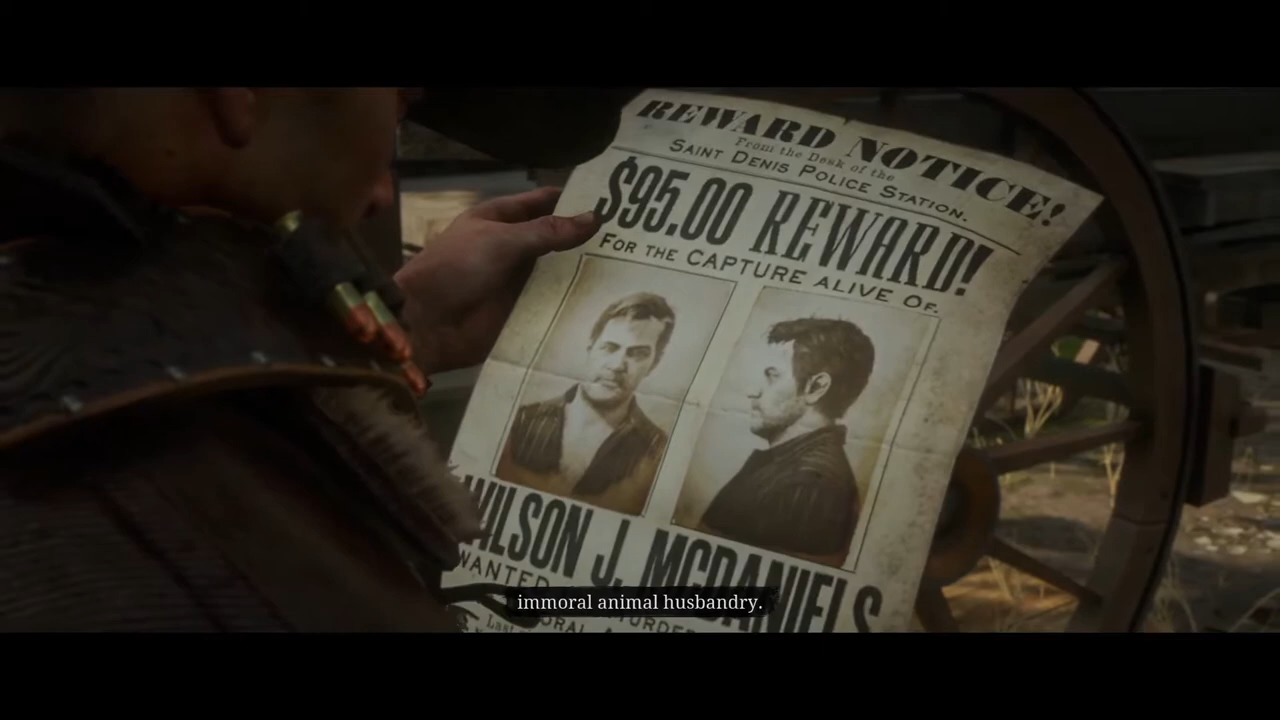 REWARD NOTICE!
From the Desk of the
SAINT DENIS POLICE STATION.
$95.00 REWARD!
FOR THE CAPTURE ALIVE OF.
WILSON J. MCDANIELS
WANTED
immoral animal husbandry.